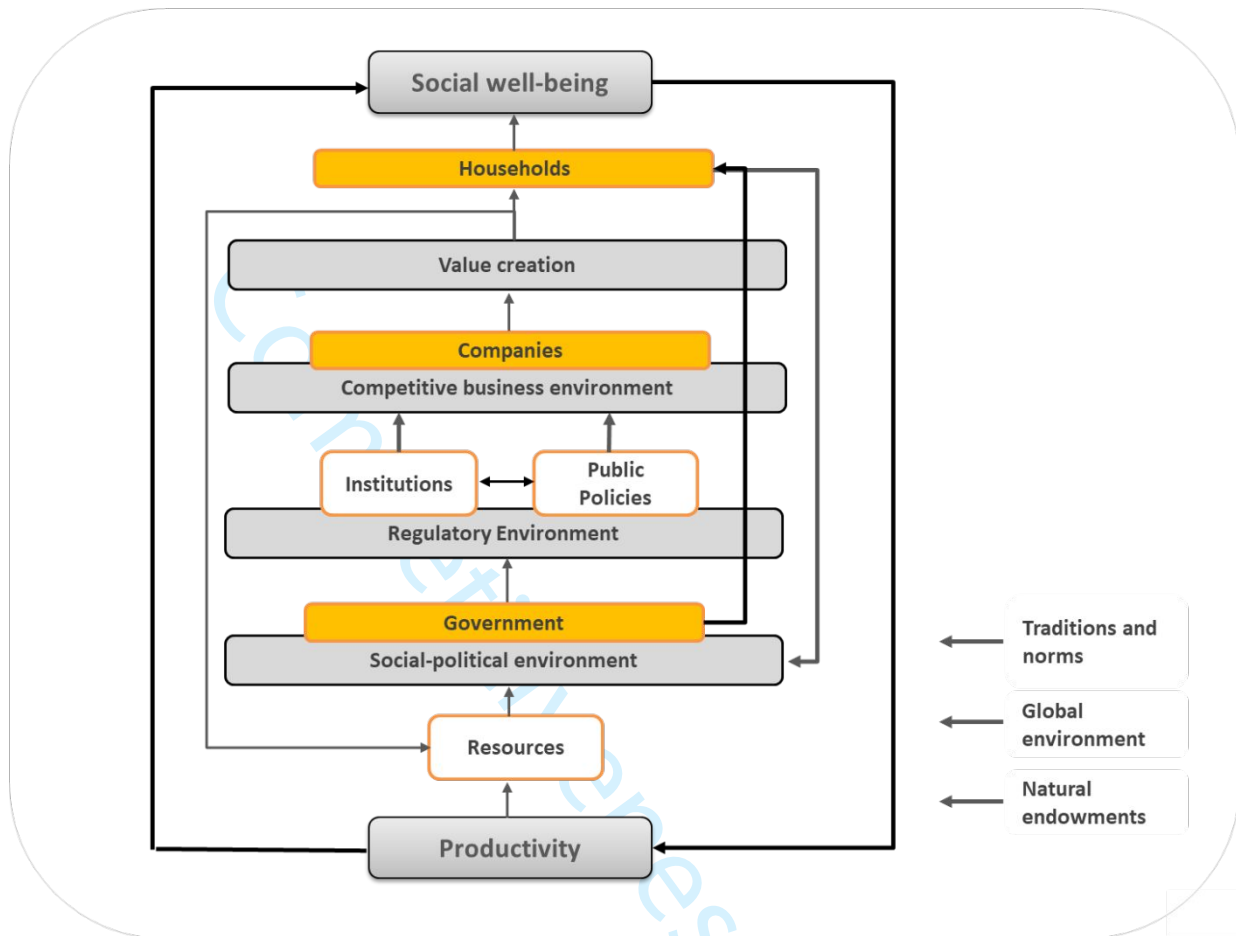 Social well-being
Households
Value creation
Companies
Competitive business environment
Institutions
Public
Policies
Regulatory Environment
Government
Social-political environment
Resources
Productivity
Traditions and
norms
Global
environment
Natural
endowments